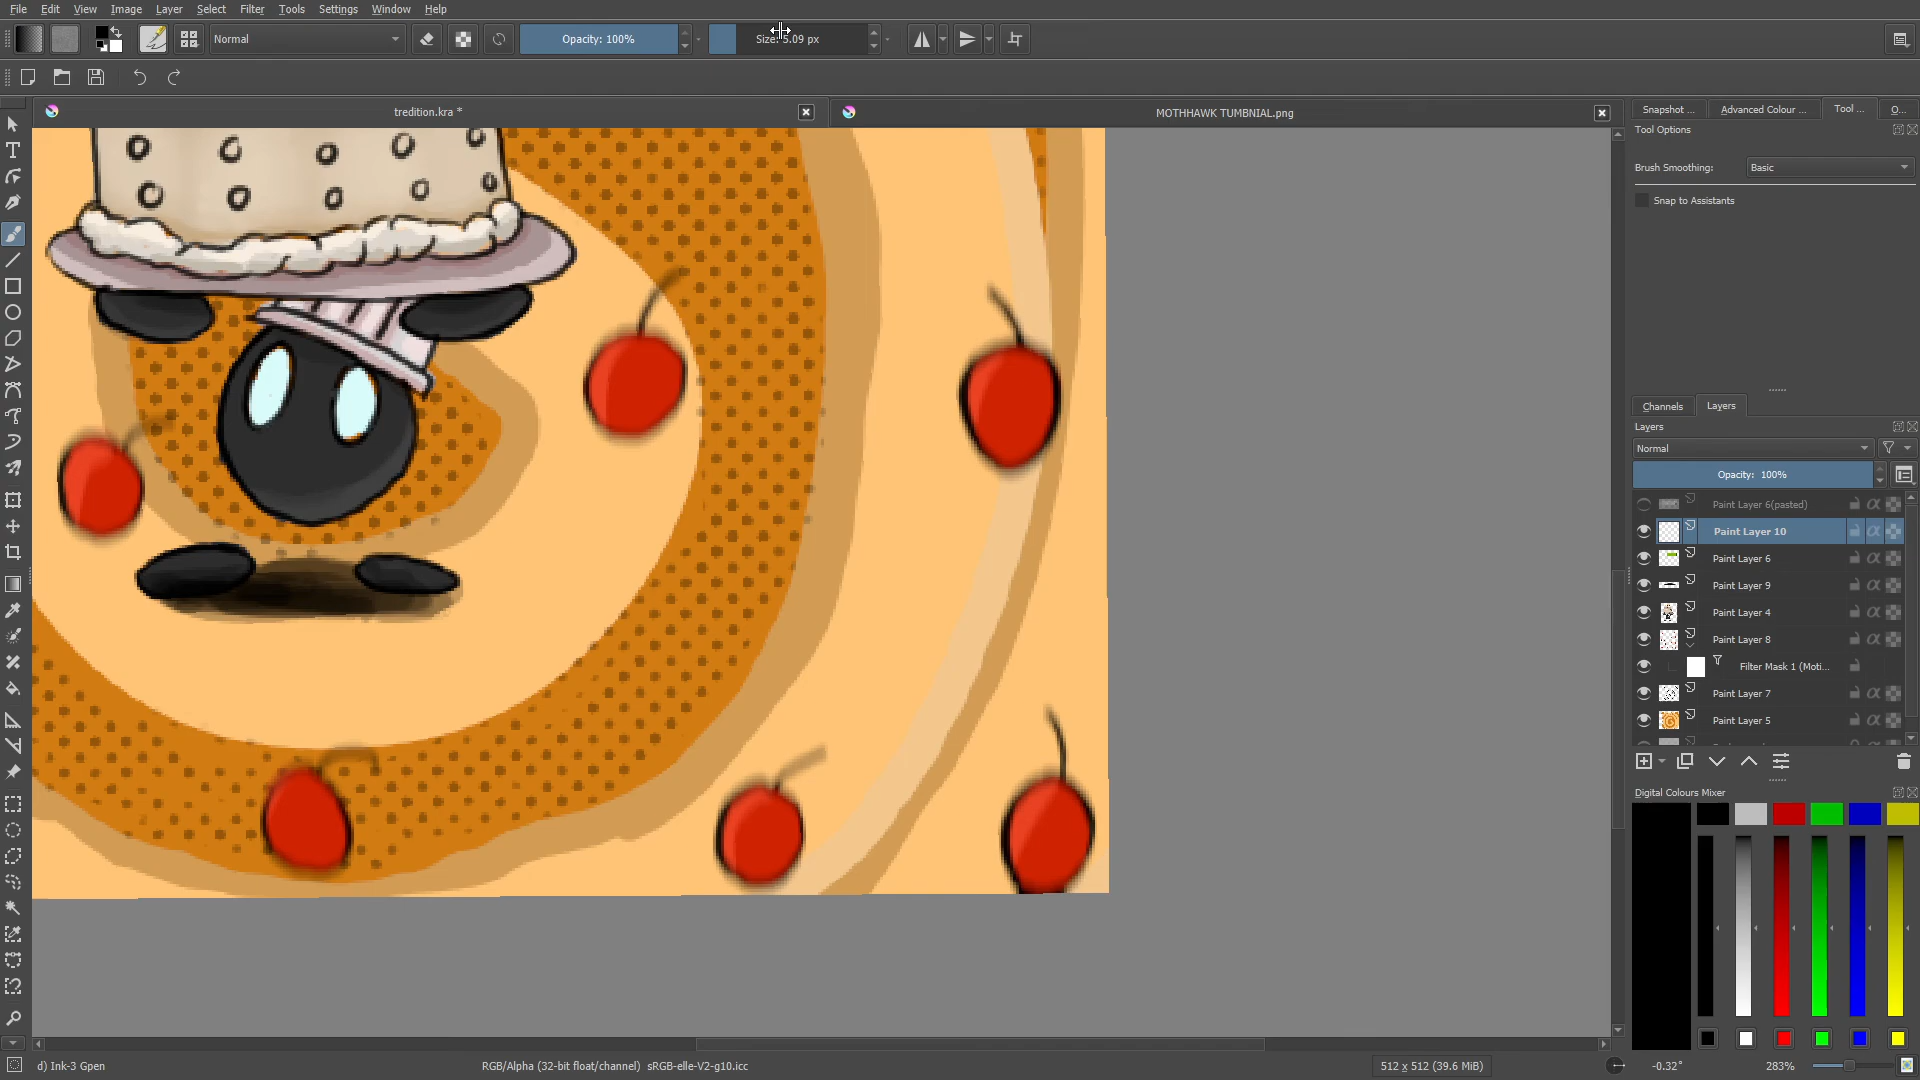 File Edit View Image Layer Select Filter Tools Settings Window Help
Normal Opacity: 100% Size: 5.09 px
tredition.kra *
MOTHHAWK TUMBNIAL.png
Snapshot ... Advanced Colour ... Tool ... O...
Tool Options
Brush Smoothing: Basic
Snap to Assistants
Channels Layers
Layers
Normal
Opacity: 100%
Paint Layer 6(pasted)
Paint Layer 10
Paint Layer 6
Paint Layer 9
Paint Layer 4
Paint Layer 8
Filter Mask 1 (Moti...
Paint Layer 7
Paint Layer 5
Digital Colours Mixer
d) Ink-3 Gpen
RGB/Alpha (32-bit float/channel) sRGB-elle-V2-g10.icc
512 x 512 (39.6 MiB)
-0.32°
283%